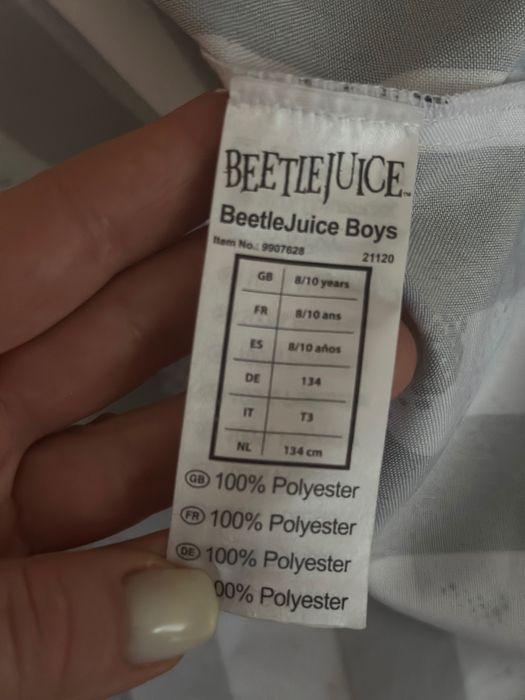 BEETLEJUICE™
BeetleJuice Boys
Item No.: 9907628 21120
GB 8/10 years
FR 8/10 ans
ES 8/10 años
DE 134
IT T3
NL 134 cm
GB 100% Polyester
FR 100% Polyester
DE 100% Polyester
00% Polyester